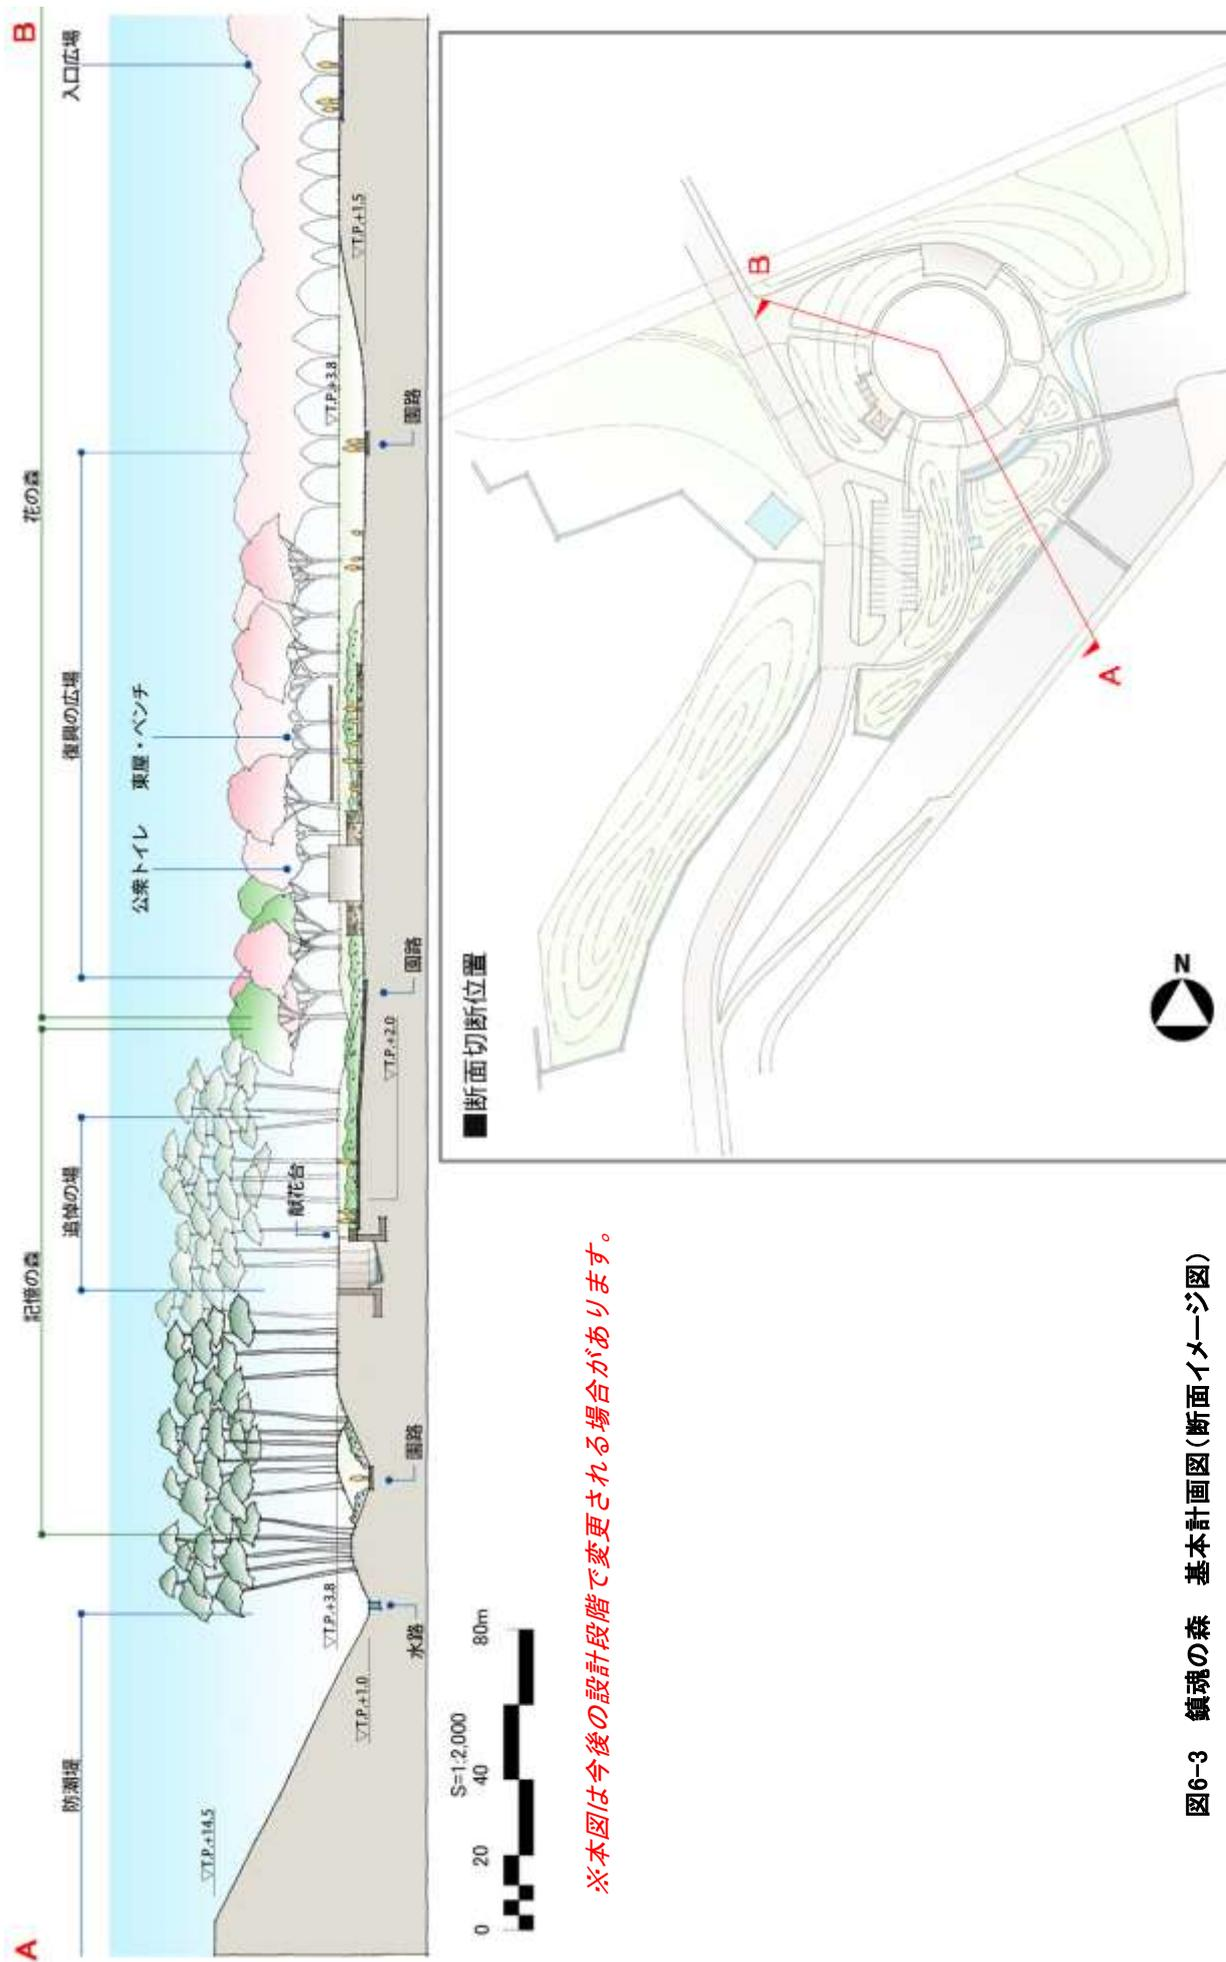 A
B
記憶の森
花の森
防潮堤
追悼の場
復興の広場
入口広場
公衆トイレ
東屋・ベンチ
献花台
▽T.P.+14.5
▽T.P.+3.8
▽T.P.+1.0
▽T.P.+2.0
▽T.P.+3.8
▽T.P.+1.5
水路
園路
園路
園路
S=1:2,000
0 20 40 80m
※本図は今後の設計段階で変更される場合があります。
■断面切断位置
A
B
N
図6-3 鎮魂の森 基本計画図(断面イメージ図)